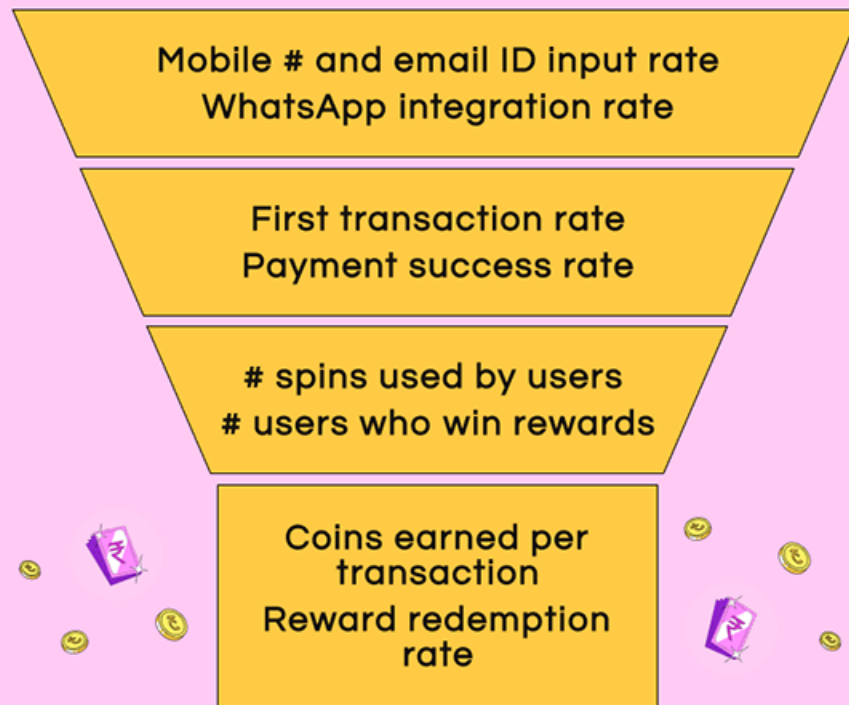 Mobile # and email ID input rate
WhatsApp integration rate
First transaction rate
Payment success rate
# spins used by users
# users who win rewards
Coins earned per
transaction
Reward redemption
rate